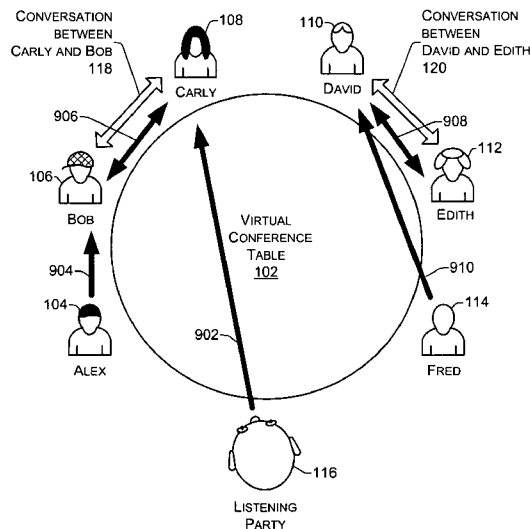 CONVERSATION
BETWEEN
CARLY AND BOB
118
108
CARLY
110
DAVID
CONVERSATION
BETWEEN
DAVID AND EDITH
120
906
908
106
BOB
112
EDITH
VIRTUAL
CONFERENCE
TABLE
102
904
104
ALEX
902
910
114
FRED
116
LISTENING
PARTY